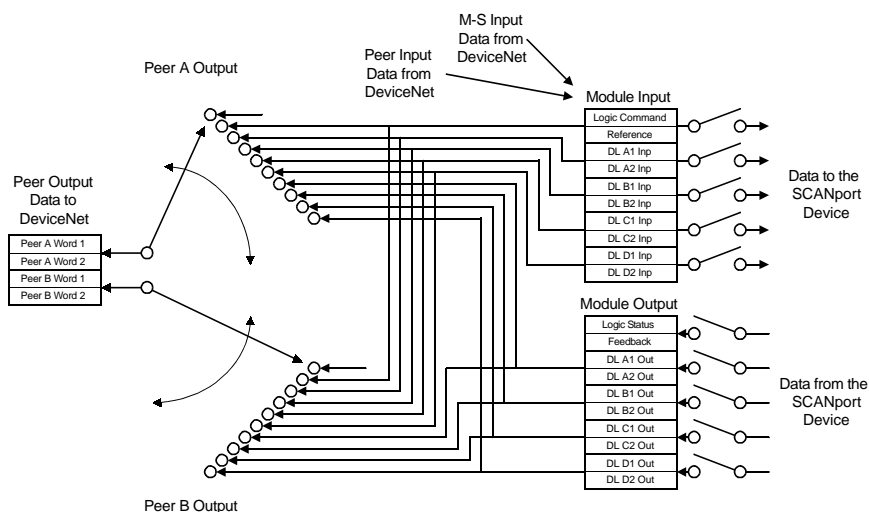 M-S Input
Data from
DeviceNet
Peer Input
Data from
DeviceNet
Peer A Output
Module Input
Logic Command
Reference
DL A1 Inp
DL A2 Inp
DL B1 Inp
DL B2 Inp
DL C1 Inp
DL C2 Inp
DL D1 Inp
DL D2 Inp
Data to the
SCANport
Device
Peer Output
Data to
DeviceNet
Peer A Word 1
Peer A Word 2
Peer B Word 1
Peer B Word 2
Module Output
Logic Status
Feedback
DL A1 Out
DL A2 Out
DL B1 Out
DL B2 Out
DL C1 Out
DL C2 Out
DL D1 Out
DL D2 Out
Data from the
SCANport
Device
Peer B Output